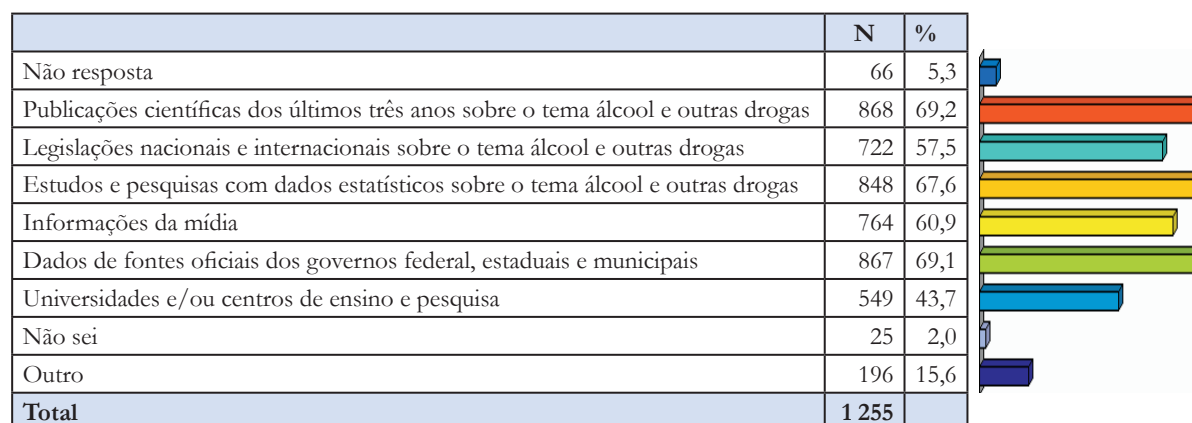 N %
Não resposta 66 5,3
Publicações científicas dos últimos três anos sobre o tema álcool e outras drogas 868 69,2
Legislações nacionais e internacionais sobre o tema álcool e outras drogas 722 57,5
Estudos e pesquisas com dados estatísticos sobre o tema álcool e outras drogas 848 67,6
Informações da mídia 764 60,9
Dados de fontes oficiais dos governos federal, estaduais e municipais 867 69,1
Universidades e/ou centros de ensino e pesquisa 549 43,7
Não sei 25 2,0
Outro 196 15,6
Total 1 255